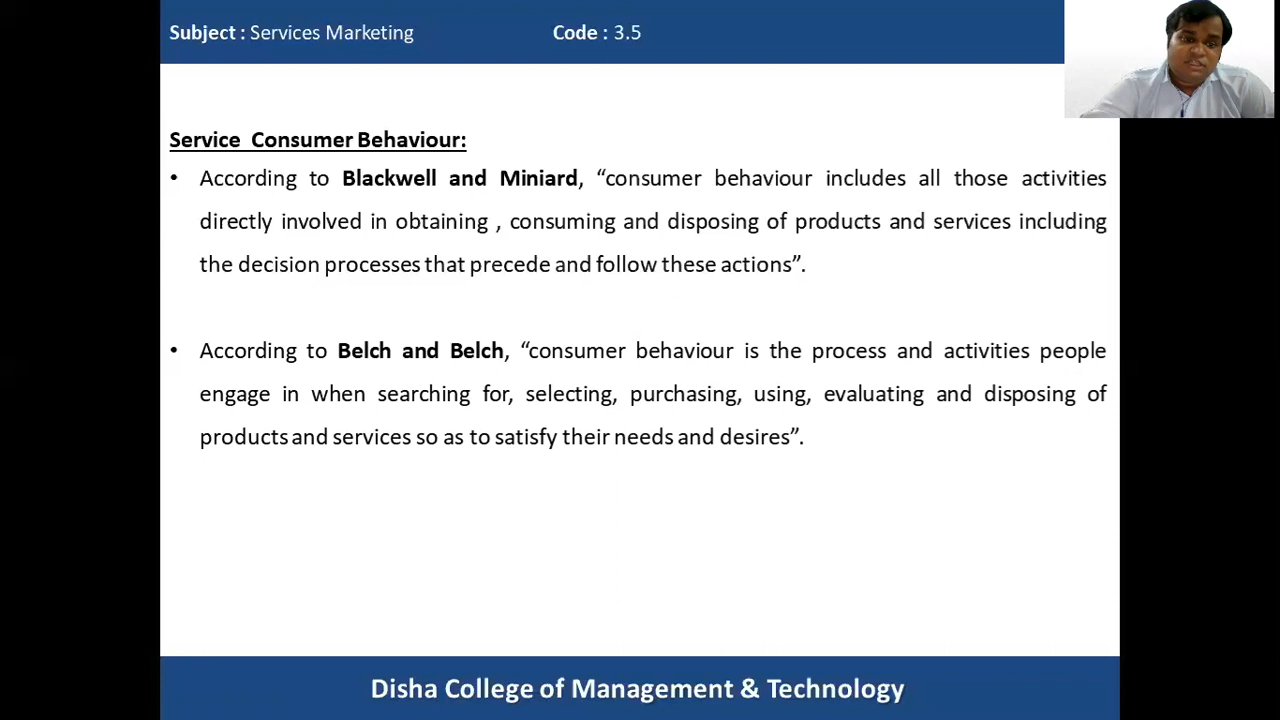 Subject : Services Marketing Code : 3.5
Service Consumer Behaviour:
• According to Blackwell and Miniard, “consumer behaviour includes all those activities
directly involved in obtaining , consuming and disposing of products and services including
the decision processes that precede and follow these actions”.
• According to Belch and Belch, “consumer behaviour is the process and activities people
engage in when searching for, selecting, purchasing, using, evaluating and disposing of
products and services so as to satisfy their needs and desires”.
Disha College of Management & Technology